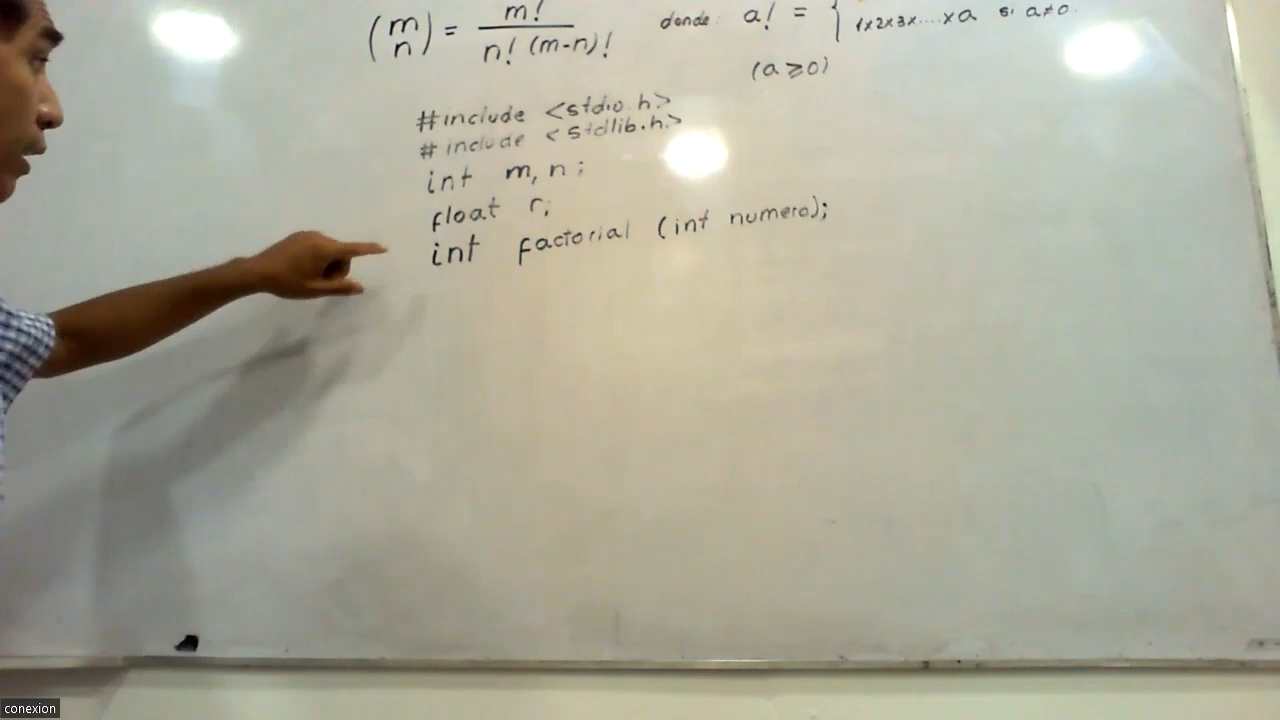 (m n) = m! / n! (m-n)! donde: a! = { 1x2x3x....xa si a≠0.
(a ≥ 0)
#include <stdio.h>
#include <stdlib.h>
int m, n;
float r;
int factorial (int numero);
conexion